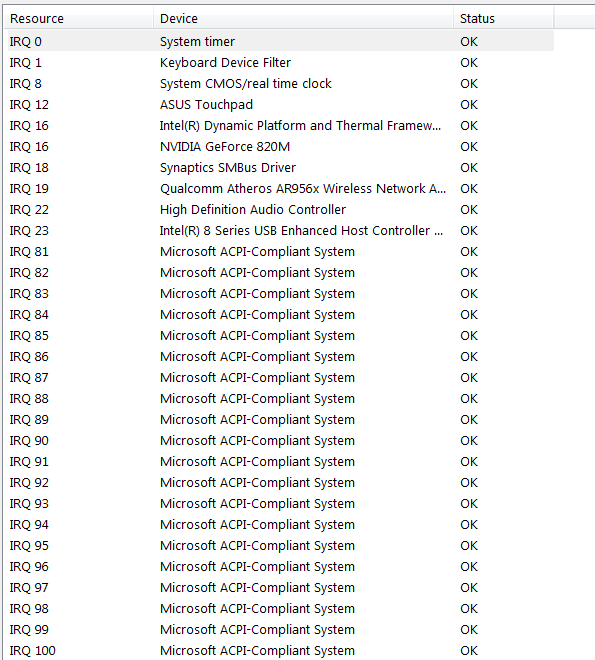 Resource Device Status
IRQ 0 System timer OK
IRQ 1 Keyboard Device Filter OK
IRQ 8 System CMOS/real time clock OK
IRQ 12 ASUS Touchpad OK
IRQ 16 Intel(R) Dynamic Platform and Thermal Framew... OK
IRQ 16 NVIDIA GeForce 820M OK
IRQ 18 Synaptics SMBus Driver OK
IRQ 19 Qualcomm Atheros AR956x Wireless Network A... OK
IRQ 22 High Definition Audio Controller OK
IRQ 23 Intel(R) 8 Series USB Enhanced Host Controller ... OK
IRQ 81 Microsoft ACPI-Compliant System OK
IRQ 82 Microsoft ACPI-Compliant System OK
IRQ 83 Microsoft ACPI-Compliant System OK
IRQ 84 Microsoft ACPI-Compliant System OK
IRQ 85 Microsoft ACPI-Compliant System OK
IRQ 86 Microsoft ACPI-Compliant System OK
IRQ 87 Microsoft ACPI-Compliant System OK
IRQ 88 Microsoft ACPI-Compliant System OK
IRQ 89 Microsoft ACPI-Compliant System OK
IRQ 90 Microsoft ACPI-Compliant System OK
IRQ 91 Microsoft ACPI-Compliant System OK
IRQ 92 Microsoft ACPI-Compliant System OK
IRQ 93 Microsoft ACPI-Compliant System OK
IRQ 94 Microsoft ACPI-Compliant System OK
IRQ 95 Microsoft ACPI-Compliant System OK
IRQ 96 Microsoft ACPI-Compliant System OK
IRQ 97 Microsoft ACPI-Compliant System OK
IRQ 98 Microsoft ACPI-Compliant System OK
IRQ 99 Microsoft ACPI-Compliant System OK
IRQ 100 Microsoft ACPI-Compliant System OK